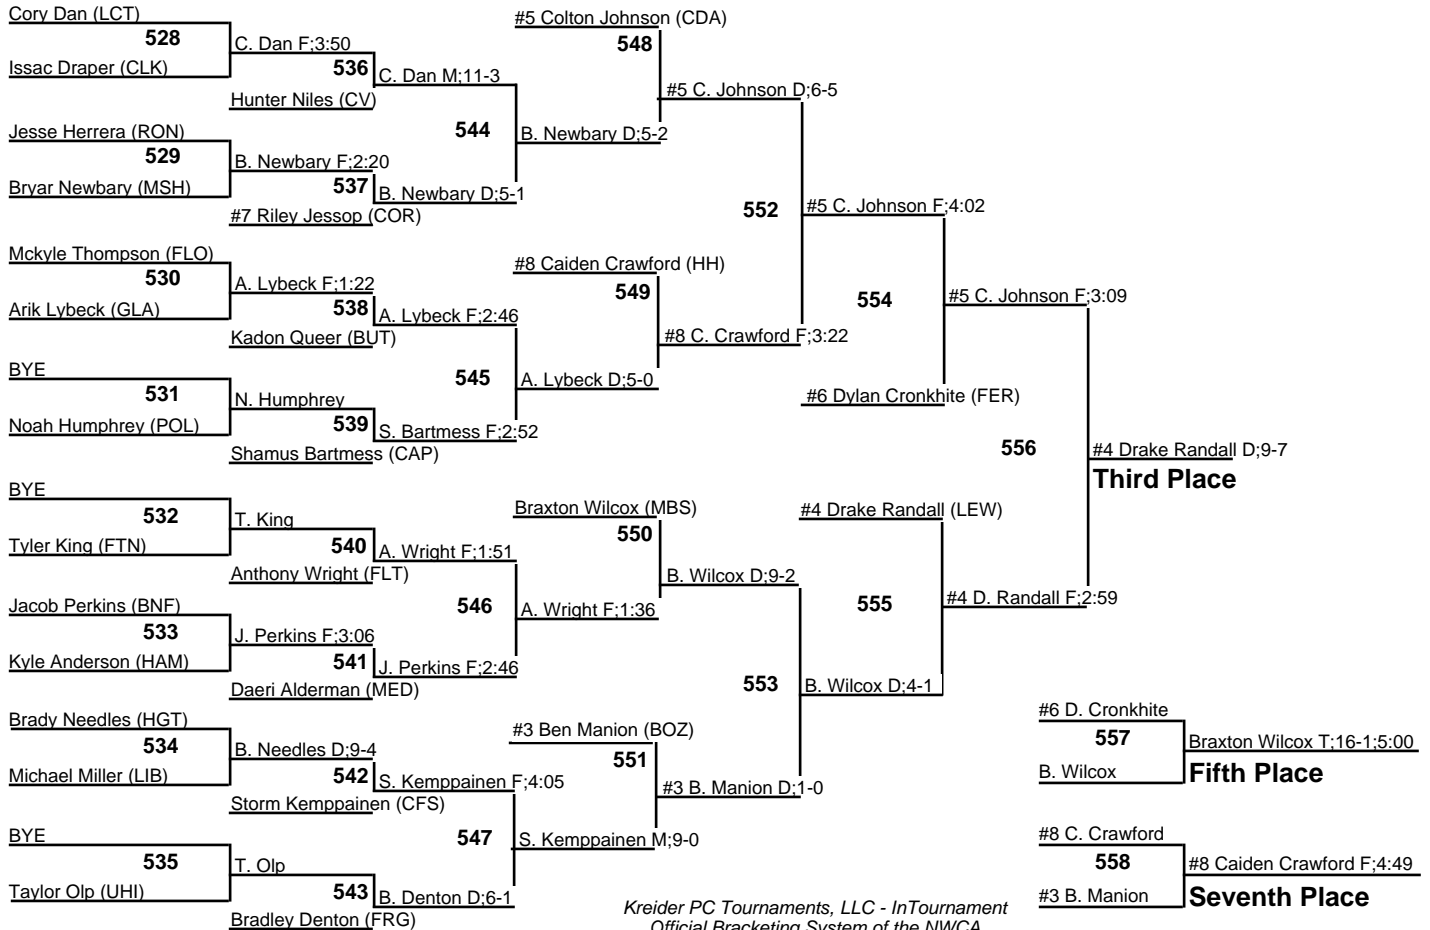 Cory Dan (LCT)
528
Issac Draper (CLK)
C. Dan F;3:50
536
Hunter Niles (CV)
C. Dan M;11-3
Jesse Herrera (RON)
529
Bryar Newbary (MSH)
B. Newbary F;2:20
537
#7 Riley Jessop (COR)
B. Newbary D;5-1
544
B. Newbary D;5-2
#5 Colton Johnson (CDA)
548
#5 C. Johnson D;6-5
Mckyle Thompson (FLO)
530
Arik Lybeck (GLA)
A. Lybeck F;1:22
538
Kadon Queer (BUT)
A. Lybeck F;2:46
BYE
531
Noah Humphrey (POL)
N. Humphrey
539
Shamus Bartmess (CAP)
S. Bartmess F;2:52
545
A. Lybeck D;5-0
#8 Caiden Crawford (HH)
549
#8 C. Crawford F;3:22
552
#5 C. Johnson F;4:02
554
#6 Dylan Cronkhite (FER)
#5 C. Johnson F;3:09
BYE
532
Tyler King (FTN)
T. King
540
Anthony Wright (FLT)
A. Wright F;1:51
Jacob Perkins (BNF)
533
Kyle Anderson (HAM)
J. Perkins F;3:06
541
Daeri Alderman (MED)
J. Perkins F;2:46
546
A. Wright F;1:36
Braxton Wilcox (MBS)
550
B. Wilcox D;9-2
Brady Needles (HGT)
534
Michael Miller (LIB)
B. Needles D;9-4
542
Storm Kemppainen (CFS)
S. Kemppainen F;4:05
BYE
535
Taylor Olp (UHI)
T. Olp
543
Bradley Denton (FRG)
B. Denton D;6-1
547
S. Kemppainen M;9-0
#3 Ben Manion (BOZ)
551
#3 B. Manion D;1-0
553
B. Wilcox D;4-1
#4 Drake Randall (LEW)
555
#4 D. Randall F;2:59
556
#4 Drake Randall D;9-7
Third Place
#6 D. Cronkhite
557
B. Wilcox
Braxton Wilcox T;16-1;5:00
Fifth Place
#8 C. Crawford
558
#3 B. Manion
#8 Caiden Crawford F;4:49
Seventh Place
Kreider PC Tournaments, LLC - InTournament
Official Bracketing System of the NWCA